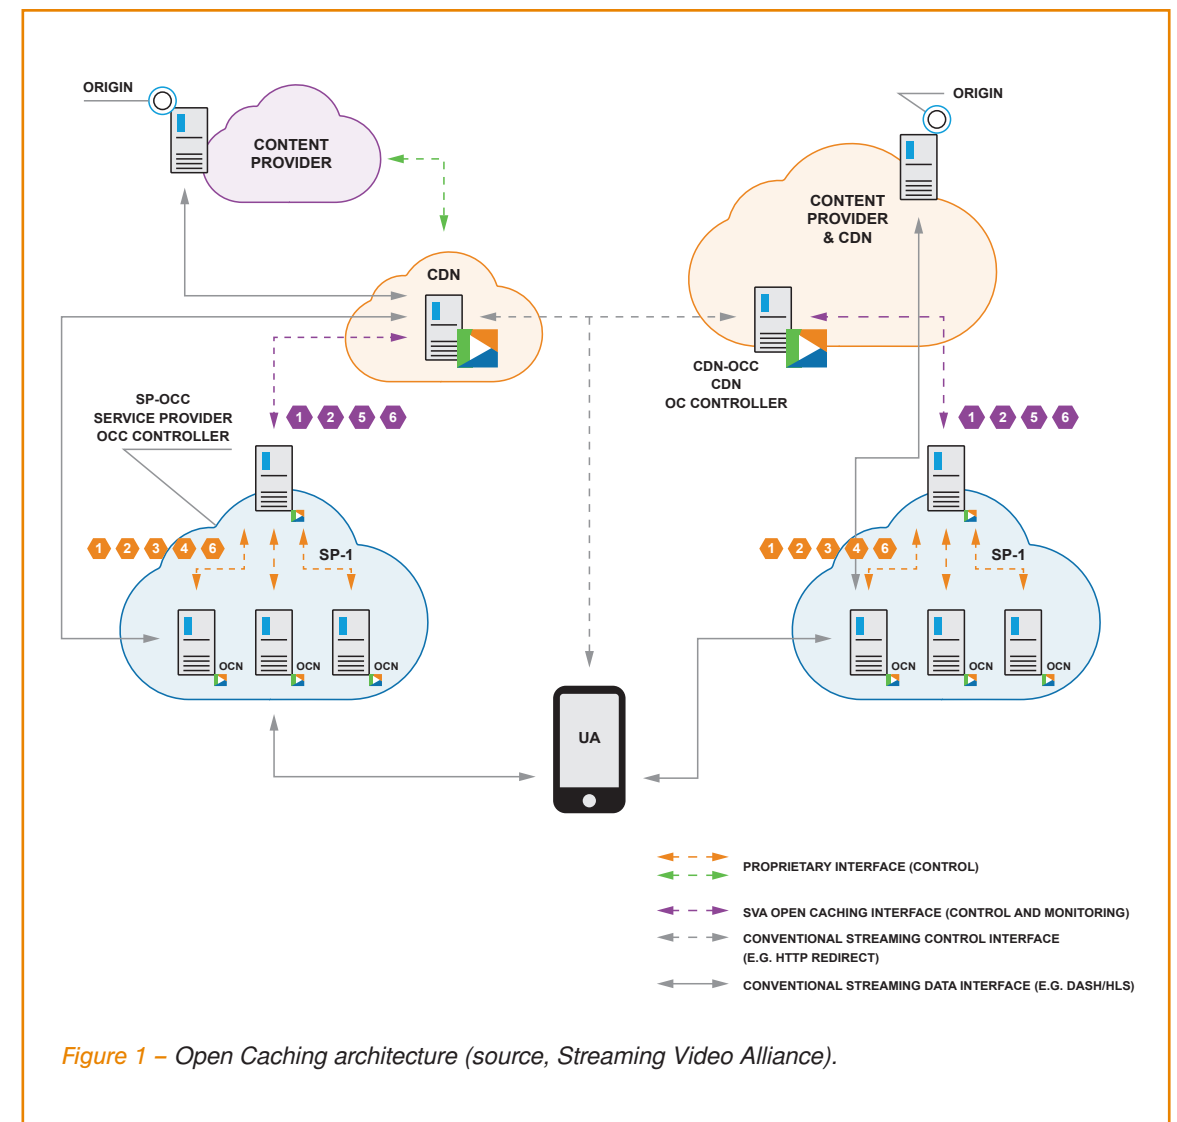 ORIGIN
CONTENT
PROVIDER
ORIGIN
CONTENT
PROVIDER
& CDN
CDN
CDN-OCC
CDN
OC CONTROLLER
SP-OCC
SERVICE PROVIDER
OCC CONTROLLER
1 2 5 6
1 2 5 6
1 2 3 4 6
SP-1
1 2 3 4 6
SP-1
OCN OCN OCN
OCN OCN OCN
UA
PROPRIETARY INTERFACE (CONTROL)
SVA OPEN CACHING INTERFACE (CONTROL AND MONITORING)
CONVENTIONAL STREAMING CONTROL INTERFACE
(E.G. HTTP REDIRECT)
CONVENTIONAL STREAMING DATA INTERFACE (E.G. DASH/HLS)
Figure 1 – Open Caching architecture (source, Streaming Video Alliance).